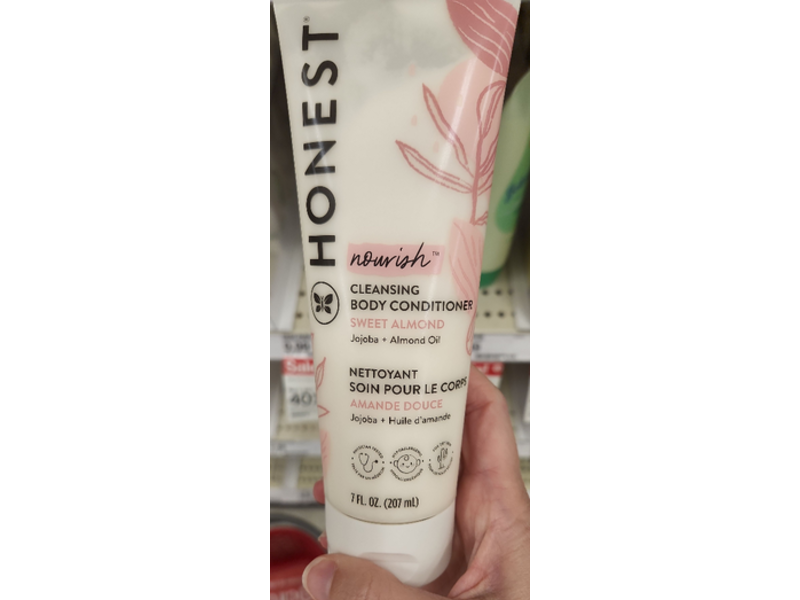 HONEST
nourish™
CLEANSING
BODY CONDITIONER
SWEET ALMOND
Jojoba + Almond Oil
NETTOYANT
SOIN POUR LE CORPS
AMANDE DOUCE
Jojoba + Huile d'amande
7 FL. OZ. (207 mL)